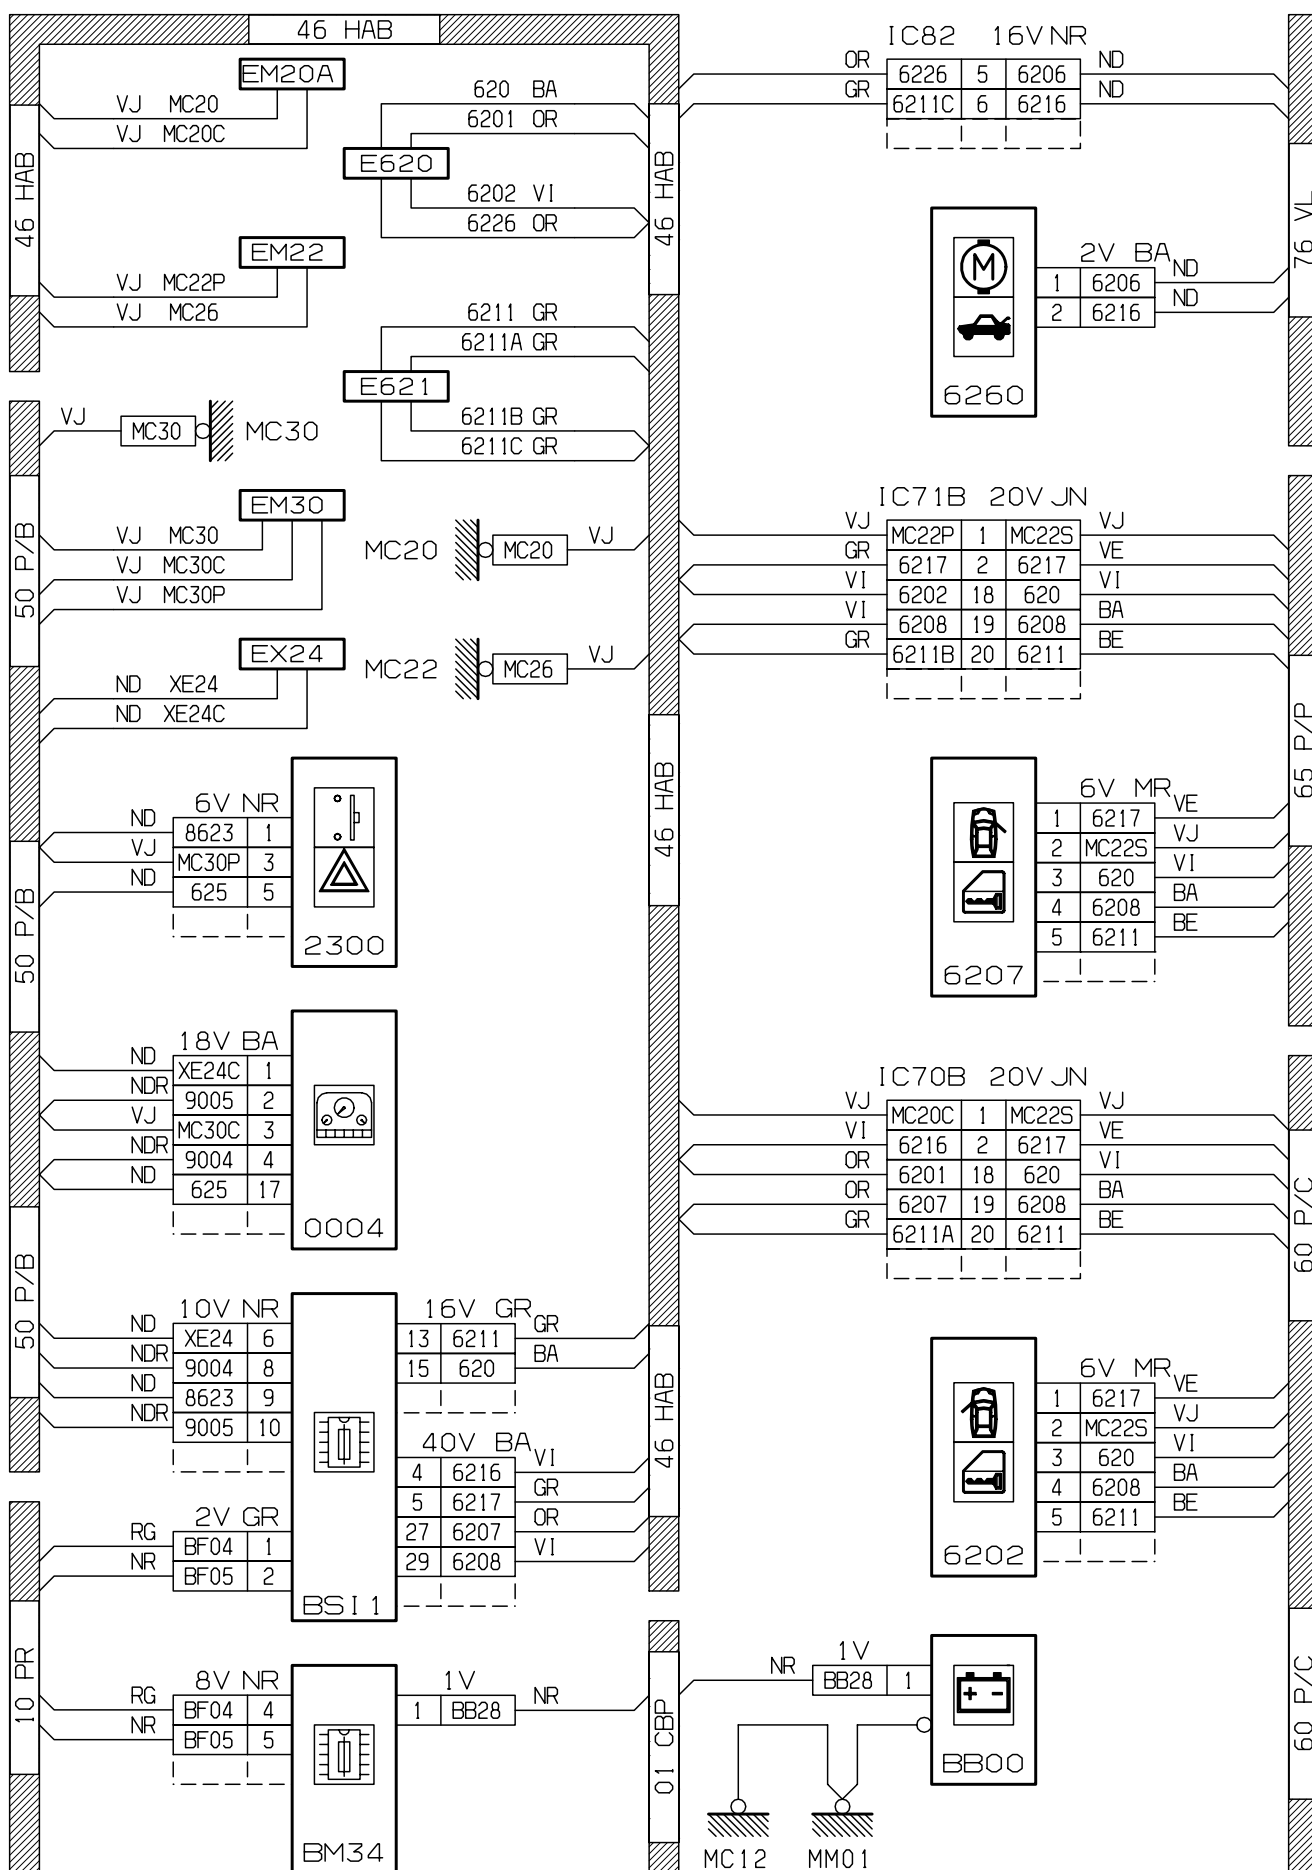 46 HAB
EM20A
VJ MC20
VJ MC20C
46 HAB
620 BA
6201 OR
E620
6202 VI
6226 OR
46 HAB
EM22
VJ MC22P
VJ MC26
6211 GR
6211A GR
E621
6211B GR
6211C GR
VJ
MC30
MC30
50 P/B
EM30
VJ MC30
VJ MC30C
VJ MC30P
MC20
MC20
VJ
EX24
ND XE24
ND XE24C
MC22
MC26
VJ
46 HAB
6V NR
ND 8623 1
VJ MC30P 3
ND 625 5
2300
50 P/B
18V BA
ND XE24C 1
NDR 9005 2
VJ MC30C 3
NDR 9004 4
ND 625 17
0004
50 P/B
10V NR
ND XE24 6
NDR 9004 8
ND 8623 9
NDR 9005 10
16V GR
13 6211 GR
15 620 BA
40V BA
4 6216 VI
5 6217 GR
27 6207 OR
29 6208 VI
46 HAB
2V GR
RG BF04 1
NR BF05 2
BSI1
10 PR
8V NR
RG BF04 4
NR BF05 5
1V
1 BB28 NR
BM34
01 CBP
IC82 16V NR
OR 6226 5 6206 ND
GR 6211C 6 6216 ND
76 VL
2V BA
1 6206 ND
2 6216 ND
M
6260
IC71B 20V JN
VJ MC22P 1 MC22S VJ
GR 6217 2 6217 VE
VI 6202 18 620 VI
VI 6208 19 6208 BA
GR 6211B 20 6211 BE
65 P/P
6V MR
1 6217 VE
2 MC22S VJ
3 620 VI
4 6208 BA
5 6211 BE
6207
IC70B 20V JN
VJ MC20C 1 MC22S VJ
VI 6216 2 6217 VE
OR 6201 18 620 VI
OR 6207 19 6208 BA
GR 6211A 20 6211 BE
60 P/C
6V MR
1 6217 VE
2 MC22S VJ
3 620 VI
4 6208 BA
5 6211 BE
6202
60 P/C
1V
NR BB28 1
+ -
BB00
MC12
MM01